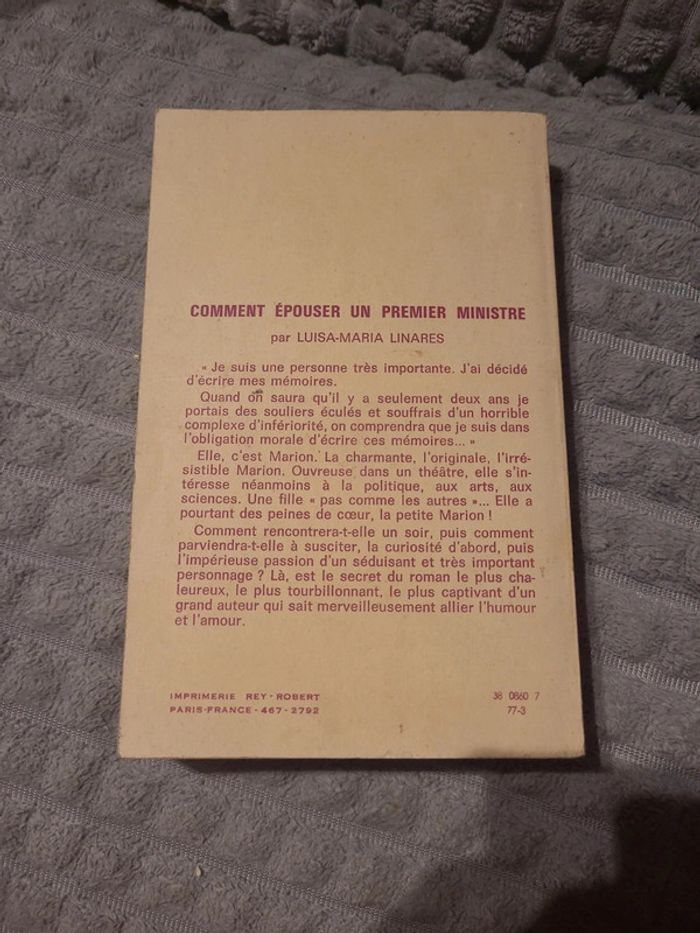 COMMENT ÉPOUSER UN PREMIER MINISTRE
par LUISA-MARIA LINARES
« Je suis une personne très importante. J'ai décidé
d'écrire mes mémoires.
Quand on saura qu'il y a seulement deux ans je
portais des souliers éculés et souffrais d'un horrible
complexe d'infériorité, on comprendra que je suis dans
l'obligation morale d'écrire ces mémoires... »
Elle, c'est Marion. La charmante, l'originale, l'irré-
sistible Marion. Ouvreuse dans un théâtre, elle s'in-
téresse néanmoins à la politique, aux arts, aux
sciences. Une fille « pas comme les autres »... Elle a
pourtant des peines de cœur, la petite Marion !
Comment rencontrera-t-elle un soir, puis comment
parviendra-t-elle à susciter, la curiosité d'abord, puis
l'impérieuse passion d'un séduisant et très important
personnage ? Là, est le secret du roman le plus cha-
leureux, le plus tourbillonnant, le plus captivant d'un
grand auteur qui sait merveilleusement allier l'humour
et l'amour.
IMPRIMERIE REY-ROBERT
PARIS-FRANCE - 467 - 2792
38 0860 7
77-3